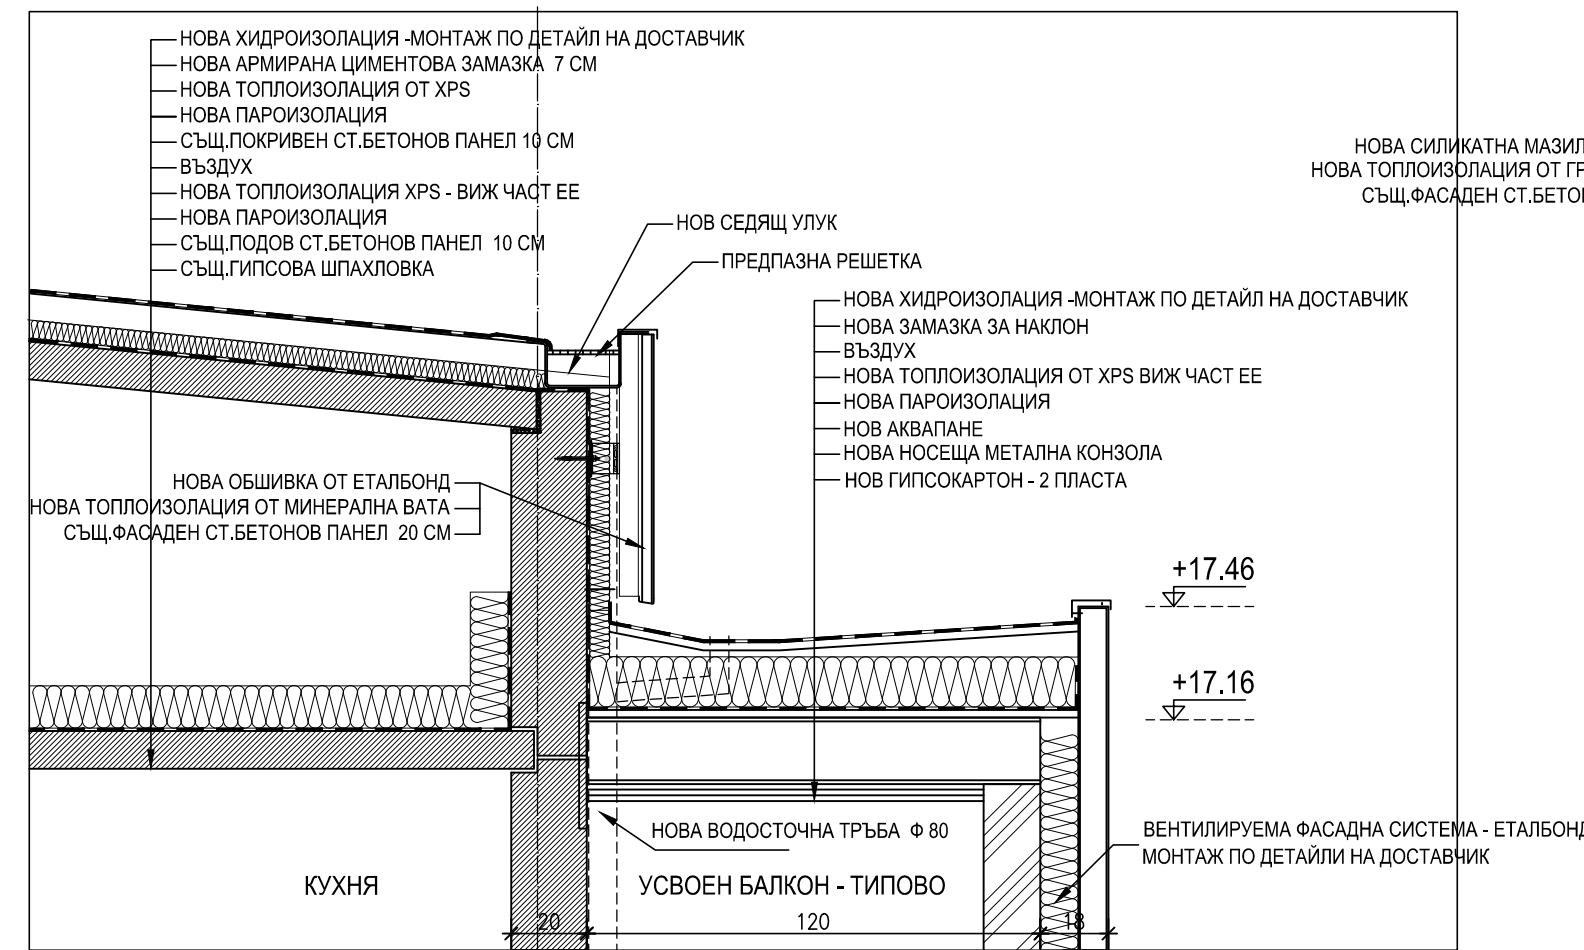 НОВА ХИДРОИЗОЛАЦИЯ -МОНТАЖ ПО ДЕТАЙЛ НА ДОСТАВЧИК
НОВА АРМИРАНА ЦИМЕНТОВА ЗАМАЗКА 7 СМ
НОВА ТОПЛОИЗОЛАЦИЯ ОТ XPS
НОВА ПАРОИЗОЛАЦИЯ
СЪЩ.ПОКРИВЕН СТ.БЕТОНОВ ПАНЕЛ 10 СМ
ВЪЗДУХ
НОВА ТОПЛОИЗОЛАЦИЯ XPS - ВИЖ ЧАСТ ЕЕ
НОВА ПАРОИЗОЛАЦИЯ
СЪЩ.ПОДОВ СТ.БЕТОНОВ ПАНЕЛ 10 СМ
СЪЩ.ГИПСОВА ШПАХЛОВКА
НОВА СИЛИКАТНА МАЗИЛ
НОВА ТОПЛОИЗОЛАЦИЯ ОТ ГР
СЪЩ.ФАСАДЕН СТ.БЕТОН
НОВ СЕДЯЩ УЛУК
ПРЕДПАЗНА РЕШЕТКА
НОВА ХИДРОИЗОЛАЦИЯ -МОНТАЖ ПО ДЕТАЙЛ НА ДОСТАВЧИК
НОВА ЗАМАЗКА ЗА НАКЛОН
ВЪЗДУХ
НОВА ТОПЛОИЗОЛАЦИЯ ОТ XPS ВИЖ ЧАСТ ЕЕ
НОВА ПАРОИЗОЛАЦИЯ
НОВ АКВАПАНЕ
НОВА НОСЕЩА МЕТАЛНА КОНЗОЛА
НОВ ГИПСОКАРТОН - 2 ПЛАСТА
НОВА ОБШИВКА ОТ ЕТАЛБОНД
НОВА ТОПЛОИЗОЛАЦИЯ ОТ МИНЕРАЛНА ВАТА
СЪЩ.ФАСАДЕН СТ.БЕТОНОВ ПАНЕЛ 20 СМ
+17.46
+17.16
НОВА ВОДОСТОЧНА ТРЪБА Ф 80
ВЕНТИЛИРУЕМА ФАСАДНА СИСТЕМА - ЕТАЛБОНД
МОНТАЖ ПО ДЕТАЙЛИ НА ДОСТАВЧИК
КУХНЯ
УСВОЕН БАЛКОН - ТИПОВО
20
120
18